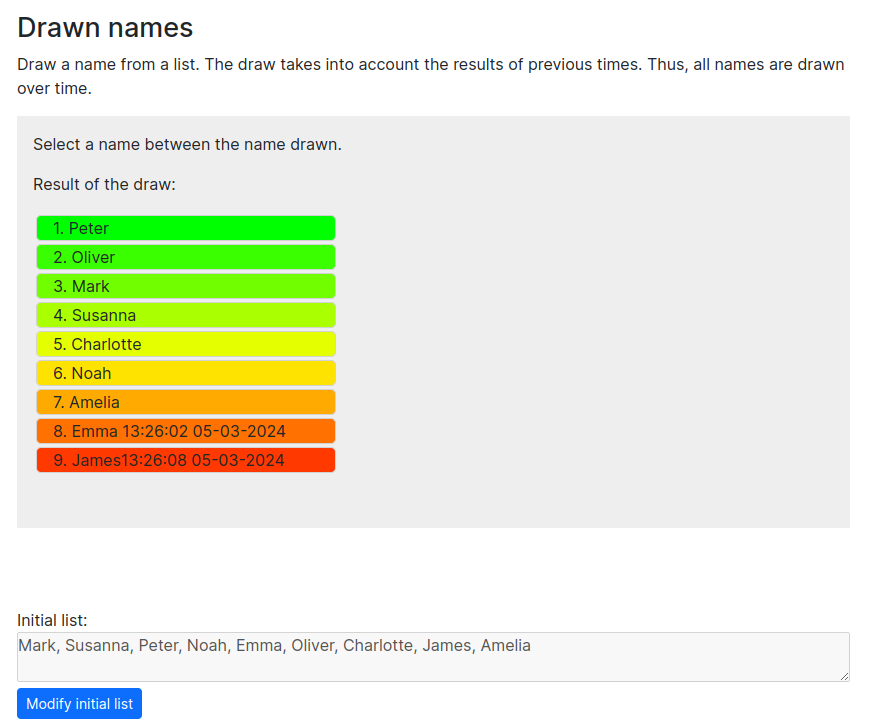 Drawn names
Draw a name from a list. The draw takes into account the results of previous times. Thus, all names are drawn
over time.
Select a name between the name drawn.
Result of the draw:
1. Peter
2. Oliver
3. Mark
4. Susanna
5. Charlotte
6. Noah
7. Amelia
8. Emma 13:26:02 05-03-2024
9. James13:26:08 05-03-2024
Initial list:
Mark, Susanna, Peter, Noah, Emma, Oliver, Charlotte, James, Amelia
Modify initial list